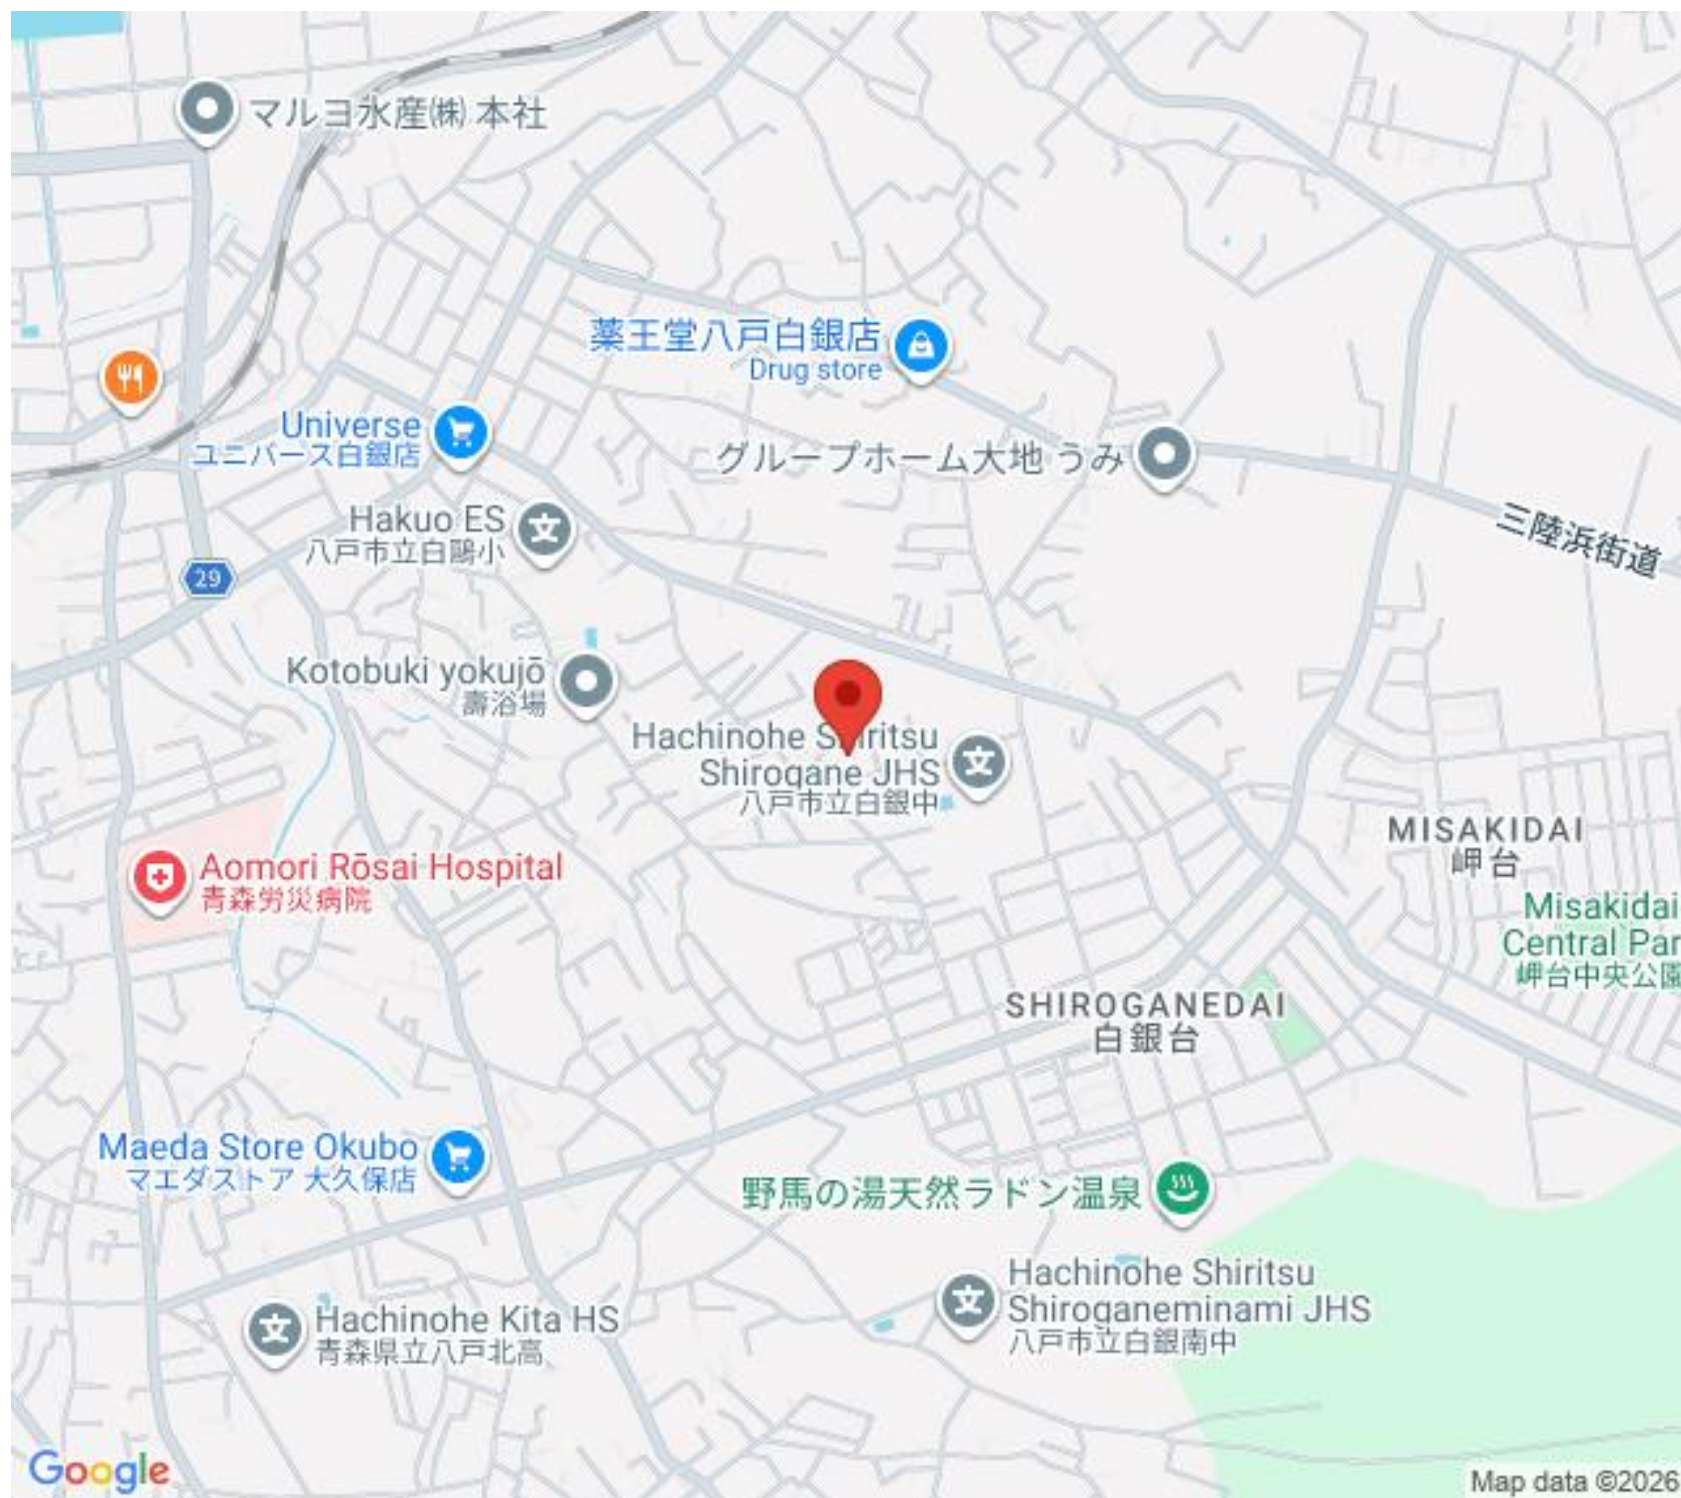 マルヨ水産㈱ 本社
薬王堂八戸白銀店
Drug store
Universe
ユニバース白銀店
グループホーム大地 うみ
三陸浜街道
Hakuo ES
八戸市立白鷗小
29
Kotobuki yokujō
壽浴場
Hachinohe Shiritsu
Shirogane JHS
八戸市立白銀中
MISAKIDAI
岬台
Aomori Rōsai Hospital
青森労災病院
Misakidai
Central Par
岬台中央公園
SHIROGANEDAI
白銀台
Maeda Store Okubo
マエダストア 大久保店
野馬の湯天然ラドン温泉
Hachinohe Shiritsu
Shiroganeminami JHS
八戸市立白銀南中
Hachinohe Kita HS
青森県立八戸北高
Google
Map data ©2026